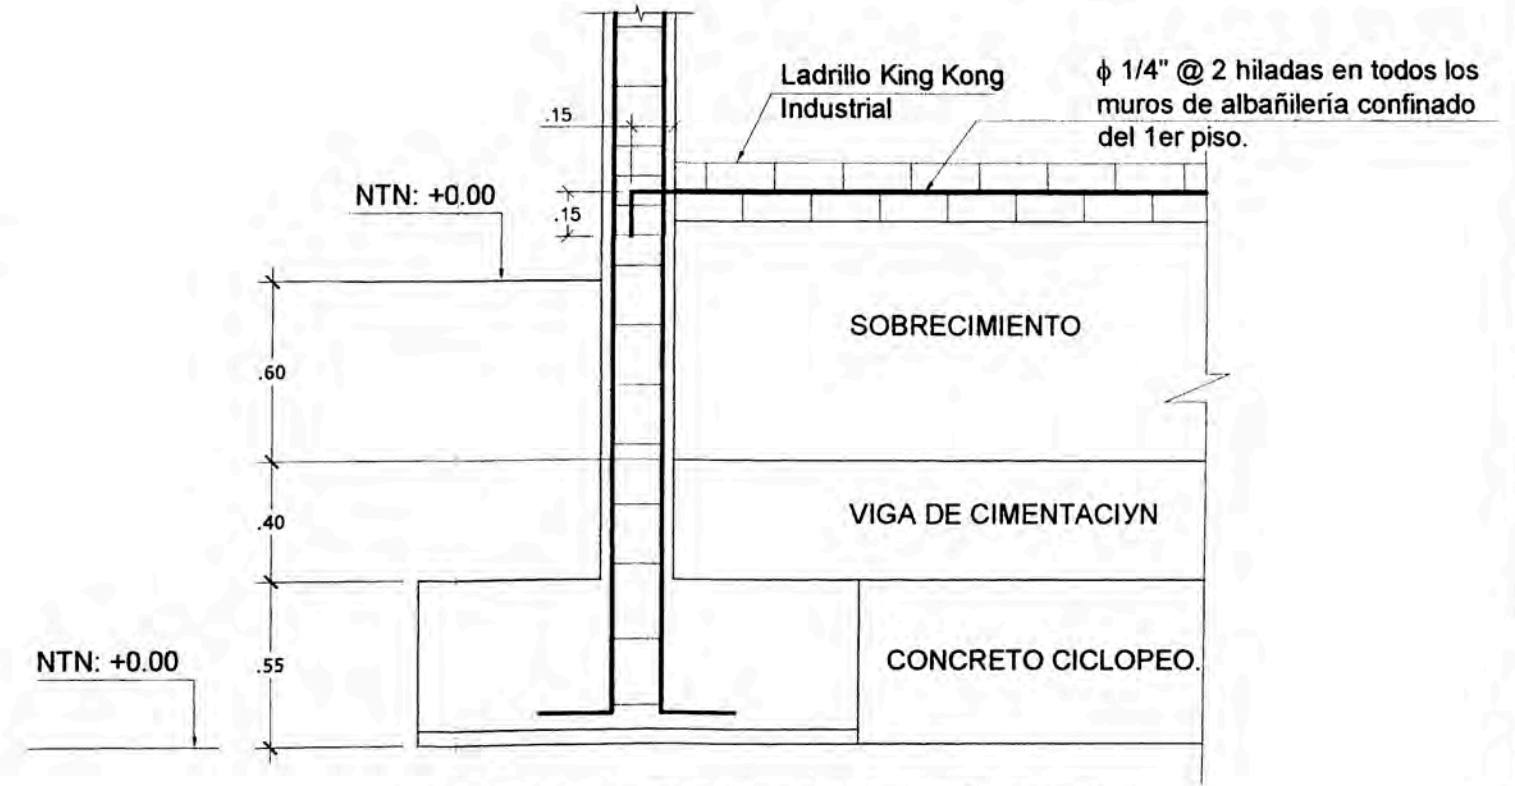 Ladrillo King Kong
Industrial
ϕ 1/4" @ 2 hiladas en todos los
muros de albañilería confinado
del 1er piso.
.15
NTN: +0.00
.15
SOBRECIMIENTO
.60
VIGA DE CIMENTACIYN
.40
NTN: +0.00
.55
CONCRETO CICLOPEO.